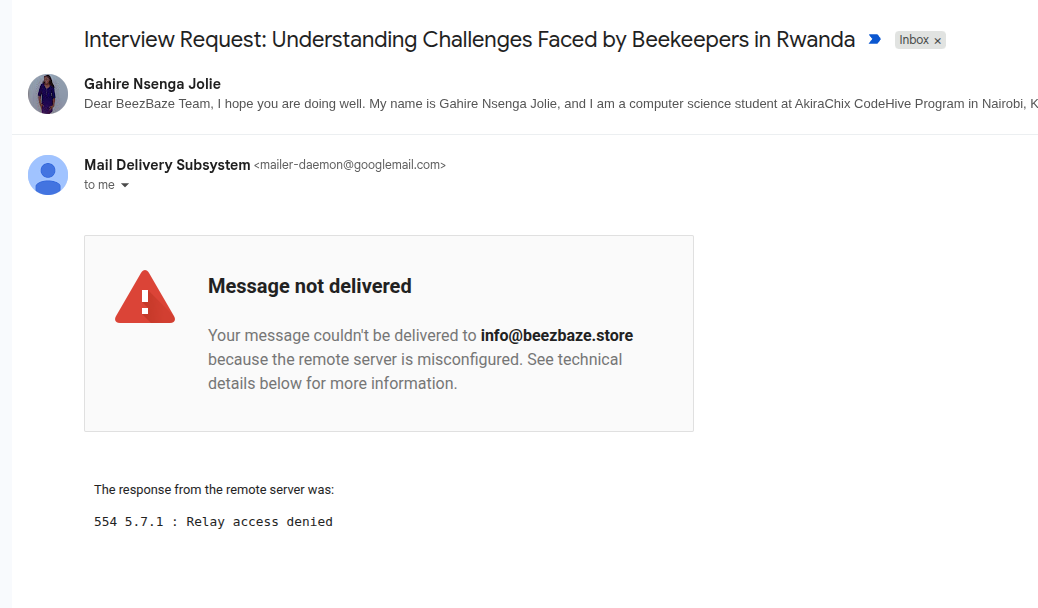 Interview Request: Understanding Challenges Faced by Beekeepers in Rwanda Inbox ×
Gahire Nsenga Jolie
Dear BeezBaze Team, I hope you are doing well. My name is Gahire Nsenga Jolie, and I am a computer science student at AkiraChix CodeHive Program in Nairobi, K
Mail Delivery Subsystem <mailer-daemon@googlemail.com>
to me
Message not delivered
Your message couldn't be delivered to info@beezbaze.store
because the remote server is misconfigured. See technical
details below for more information.
The response from the remote server was:
554 5.7.1 : Relay access denied